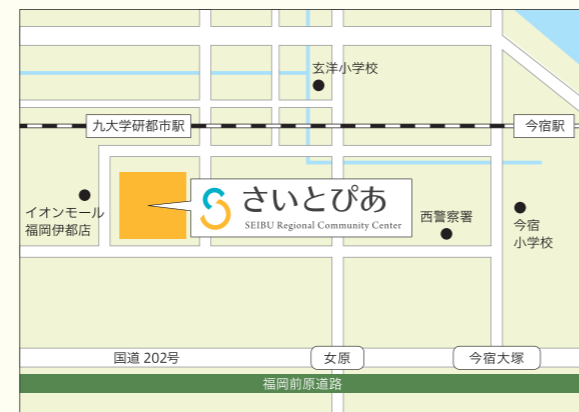 玄洋小学校
九大学研都市駅
今宿駅
イオンモール
福岡伊都店
さいとぴあ
SEIBU Regional Community Center
西警察署
今宿
小学校
国道 202号
女原
今宿大塚
福岡前原道路